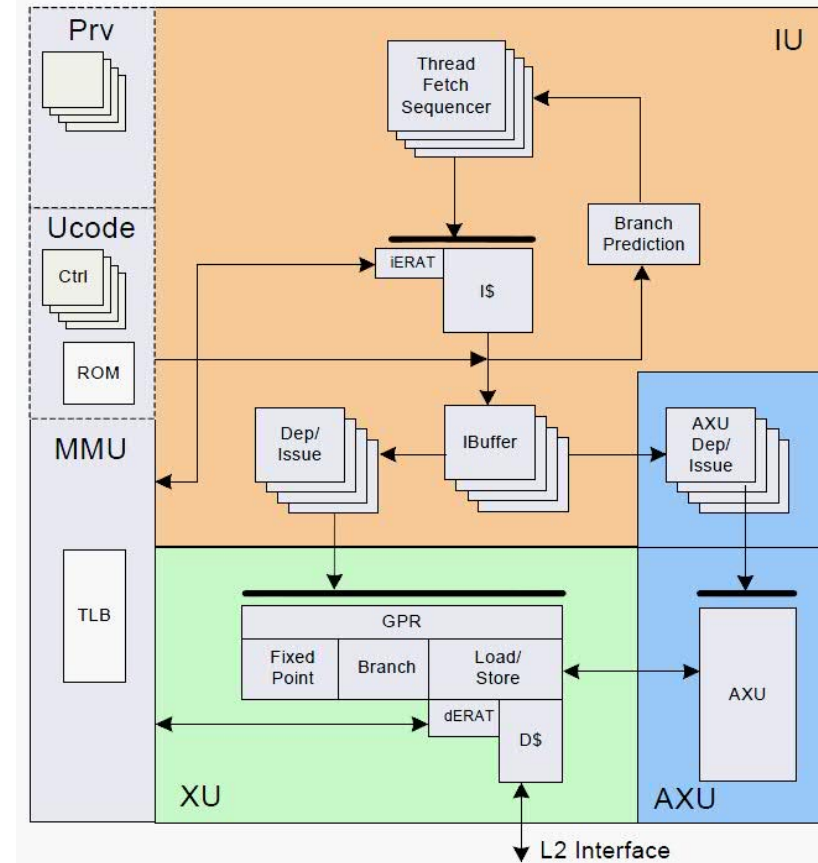 Prv
IU
Thread
Fetch
Sequencer
Ucode
Branch
Prediction
Ctrl
iERAT
I$
ROM
Dep/
Issue
IBuffer
AXU
Dep/
Issue
MMU
TLB
GPR
Fixed
Point
Branch
Load/
Store
AXU
dERAT
D$
XU
AXU
L2 Interface